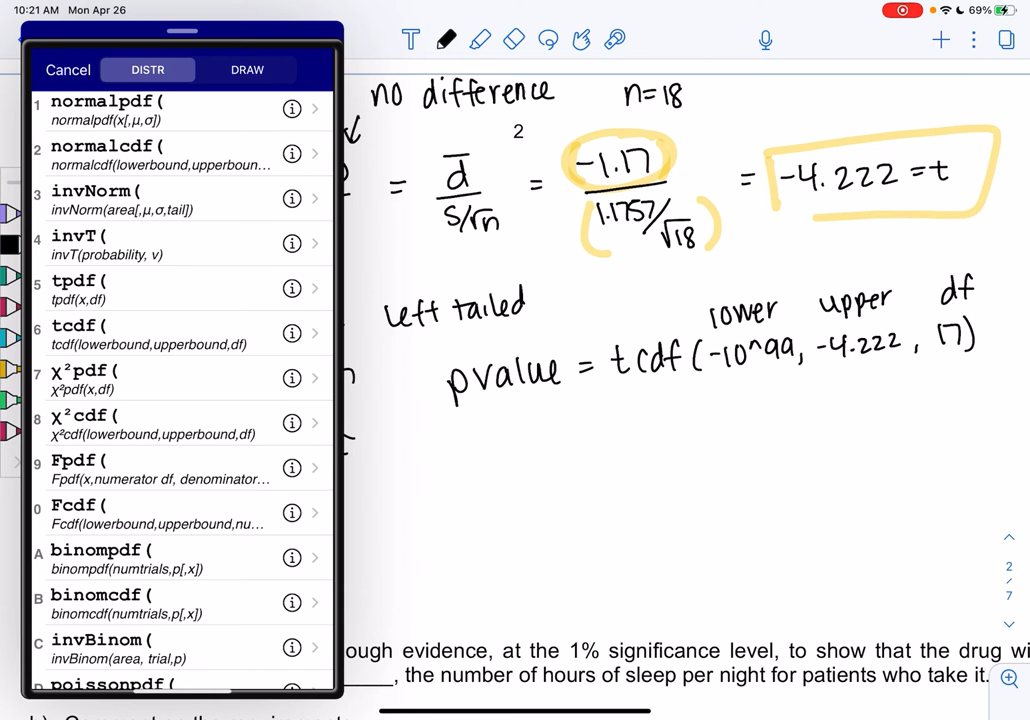 10:21 AM Mon Apr 26
69%
Cancel DISTR DRAW
1 normalpdf(
normalpdf(x[,μ,σ])
2 normalcdf(
normalcdf(lowerbound,upperboun…
3 invNorm(
invNorm(area[,μ,σ,tail])
4 invT(
invT(probability, v)
5 tpdf(
tpdf(x,df)
6 tcdf(
tcdf(lowerbound,upperbound,df)
7 χ²pdf(
χ²pdf(x,df)
8 χ²cdf(
χ²cdf(lowerbound,upperbound,df)
9 Fpdf(
Fpdf(x,numerator df, denominator…
0 Fcdf(
Fcdf(lowerbound,upperbound,nu…
A binompdf(
binompdf(numtrials,p[,x])
B binomcdf(
binomcdf(numtrials,p[,x])
C invBinom(
invBinom(area, trial,p)
D poissonpdf(
no difference n=18
2
= d̄ / (s/√n) = -1.17 / (1.1757/√18) = -4.222 = t
left tailed
lower upper df
pvalue = tcdf(-10^99, -4.222, 17)
2
/
7
ough evidence, at the 1% significance level, to show that the drug wi
____, the number of hours of sleep per night for patients who take it.